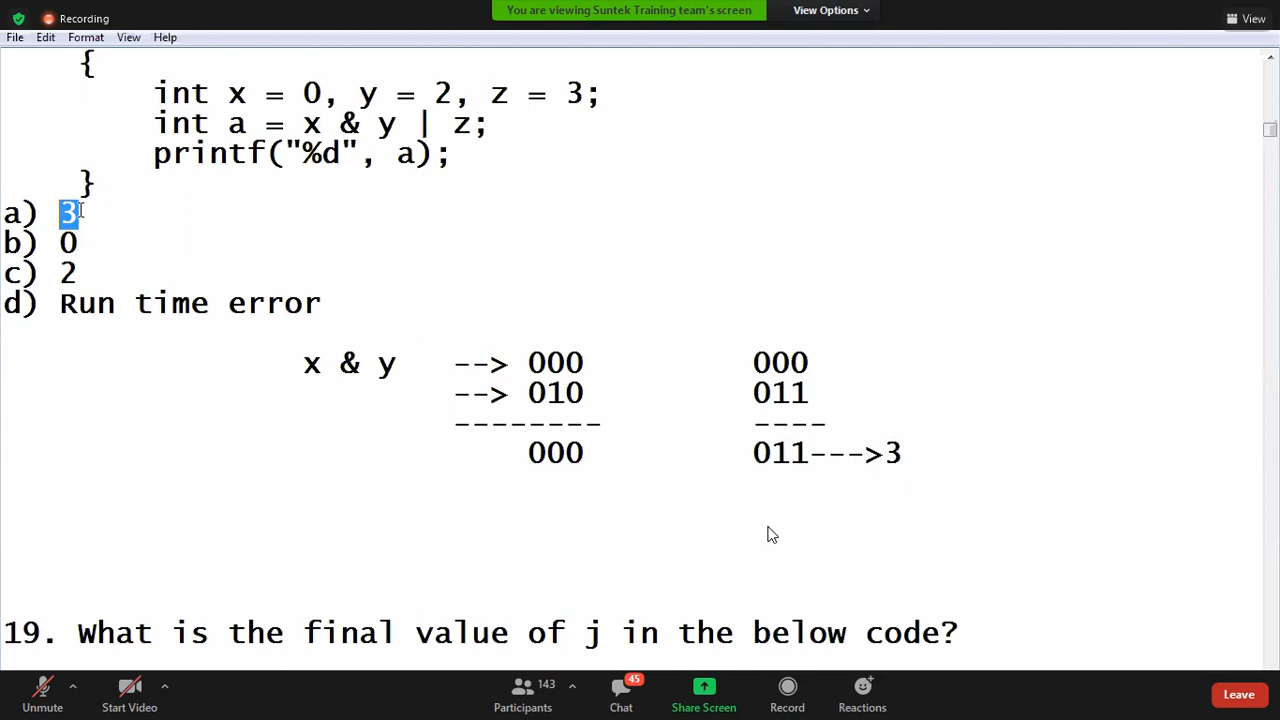 Recording
You are viewing Suntek Training team's screen
View Options
View
File Edit Format View Help
{
int x = 0, y = 2, z = 3;
int a = x & y | z;
printf("%d", a);
}
a) 3
b) 0
c) 2
d) Run time error
x & y --> 000 000
--> 010 011
-------- ----
000 011--->3
19. What is the final value of j in the below code?
Unmute
Start Video
143
Participants
45
Chat
Share Screen
Record
Reactions
Leave